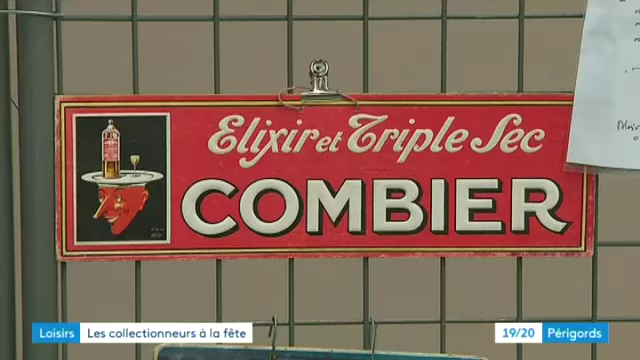 Elixir et Triple Sec
COMBIER
Loisirs Les collectionneurs à la fête
19/20 Périgords